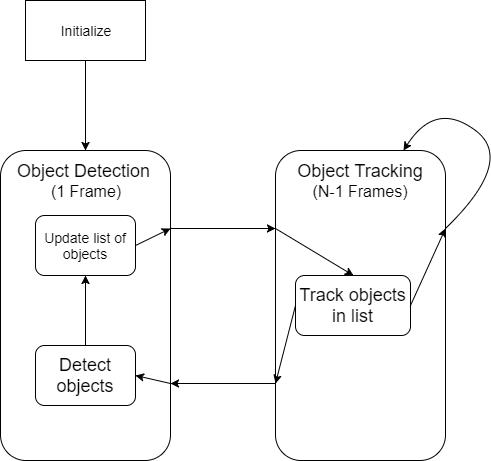 Initialize
Object Detection
(1 Frame)
Update list of
objects
Detect
objects
Object Tracking
(N-1 Frames)
Track objects
in list